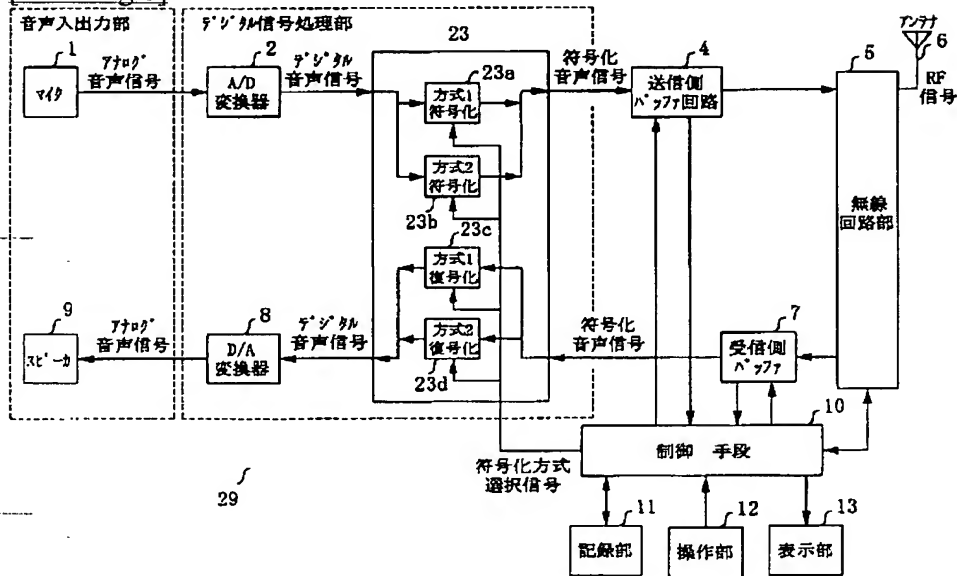 音声入出力部
デジタル信号処理部
1
マイク
アナログ
音声信号
2
A/D
変換器
デジタル
音声信号
23
23a
方式1
符号化
方式2
符号化
23b
23c
方式1
復号化
方式2
復号化
23d
符号化
音声信号
4
送信側
バッファ回路
5
無線
回路部
アンテナ
6
RF
信号
9
スピーカ
アナログ
音声信号
8
D/A
変換器
デジタル
音声信号
符号化
音声信号
7
受信側
バッファ
10
制御 手段
符号化方式
選択信号
29
11
記録部
12
操作部
13
表示部